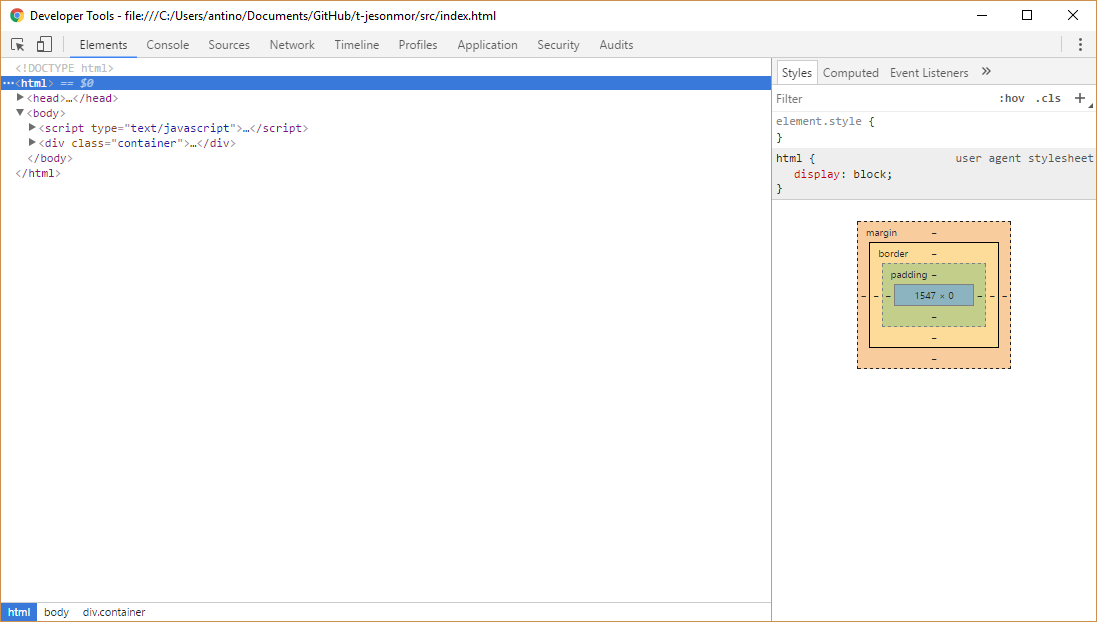 Developer Tools - file:///C:/Users/antino/Documents/GitHub/t-jesonmor/src/index.html
Elements Console Sources Network Timeline Profiles Application Security Audits
<!DOCTYPE html>
…<html> == $0
<head>…</head>
<body>
<script type="text/javascript">…</script>
<div class="container">…</div>
</body>
</html>
html body div.container
Styles Computed Event Listeners »
Filter :hov .cls +
element.style {
}
html { user agent stylesheet
display: block;
}
margin –
border –
padding –
– – – 1547 × 0 – – –
–
–
–